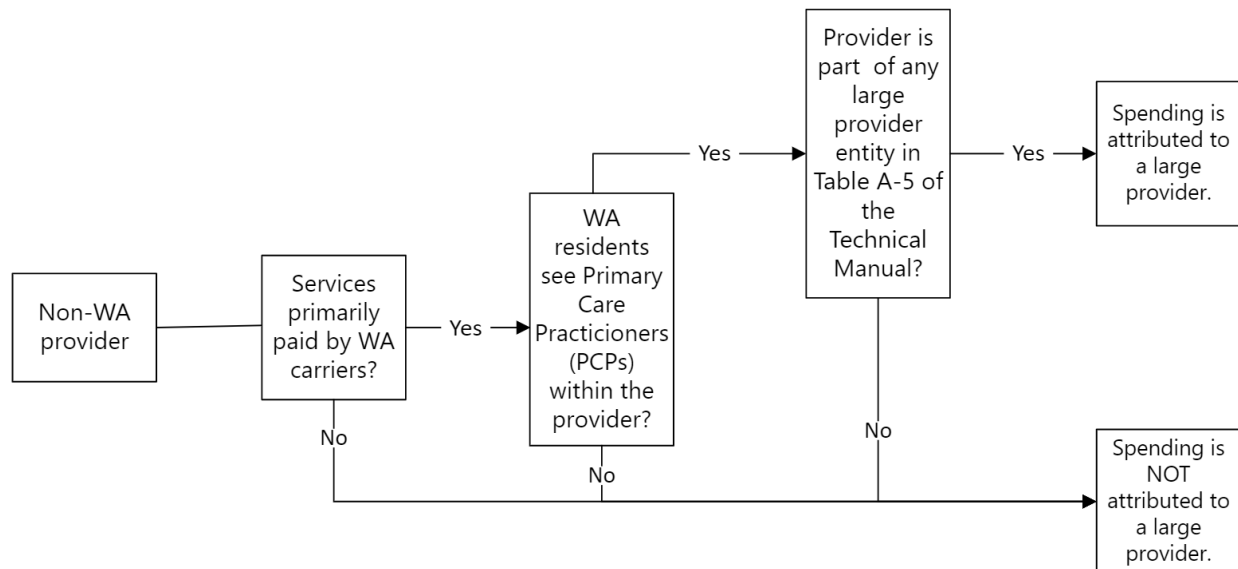 Non-WA
provider
Services
primarily
paid by WA
carriers?
Yes
No
WA
residents
see Primary
Care
Practicioners
(PCPs)
within the
provider?
Yes
No
Provider is
part of any
large
provider
entity in
Table A-5 of
the
Technical
Manual?
Yes
No
Spending is
attributed to
a large
provider.
Spending is
NOT
attributed to
a large
provider.